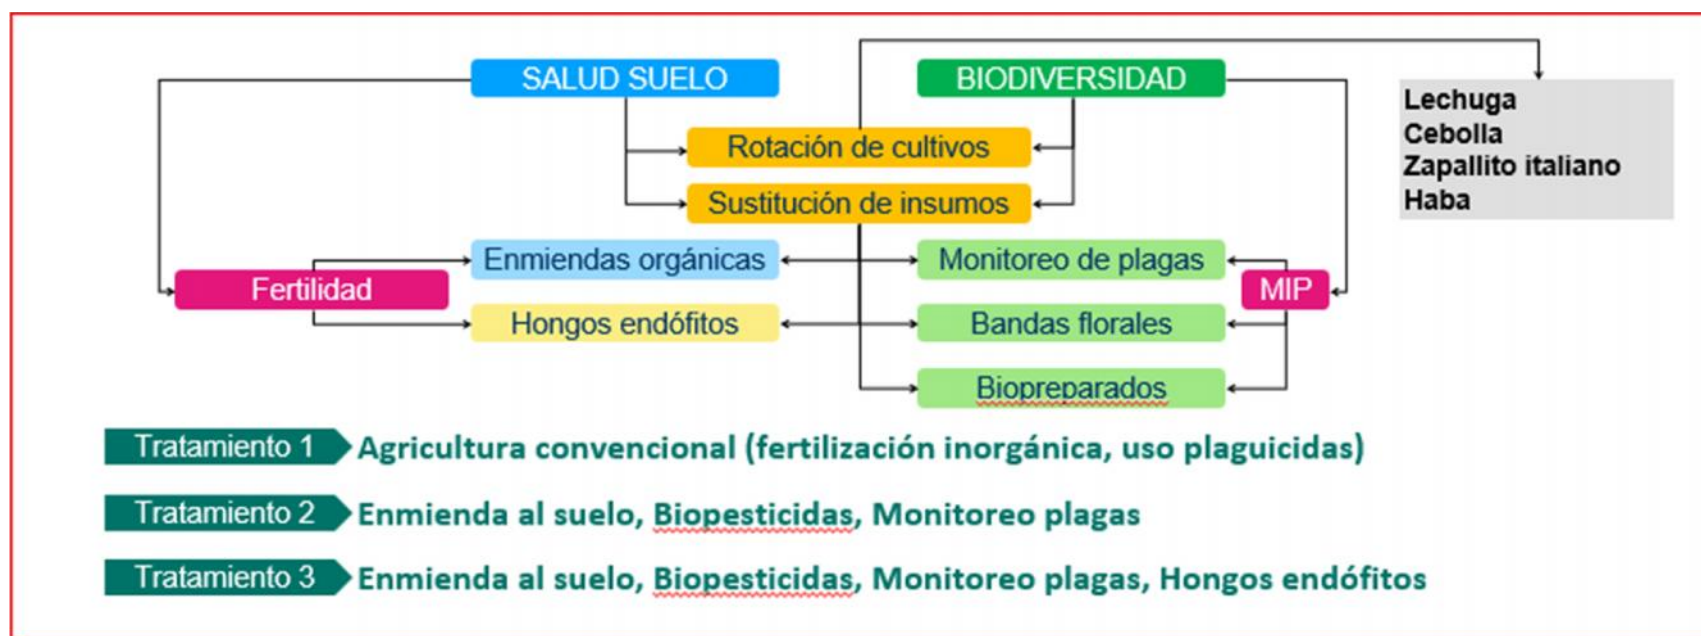 SALUD SUELO
BIODIVERSIDAD
Lechuga
Cebolla
Zapallito italiano
Haba
Rotación de cultivos
Sustitución de insumos
Enmiendas orgánicas
Monitoreo de plagas
Fertilidad
MIP
Hongos endófitos
Bandas florales
Biopreparados
Tratamiento 1 Agricultura convencional (fertilización inorgánica, uso plaguicidas)
Tratamiento 2 Enmienda al suelo, Biopesticidas, Monitoreo plagas
Tratamiento 3 Enmienda al suelo, Biopesticidas, Monitoreo plagas, Hongos endófitos